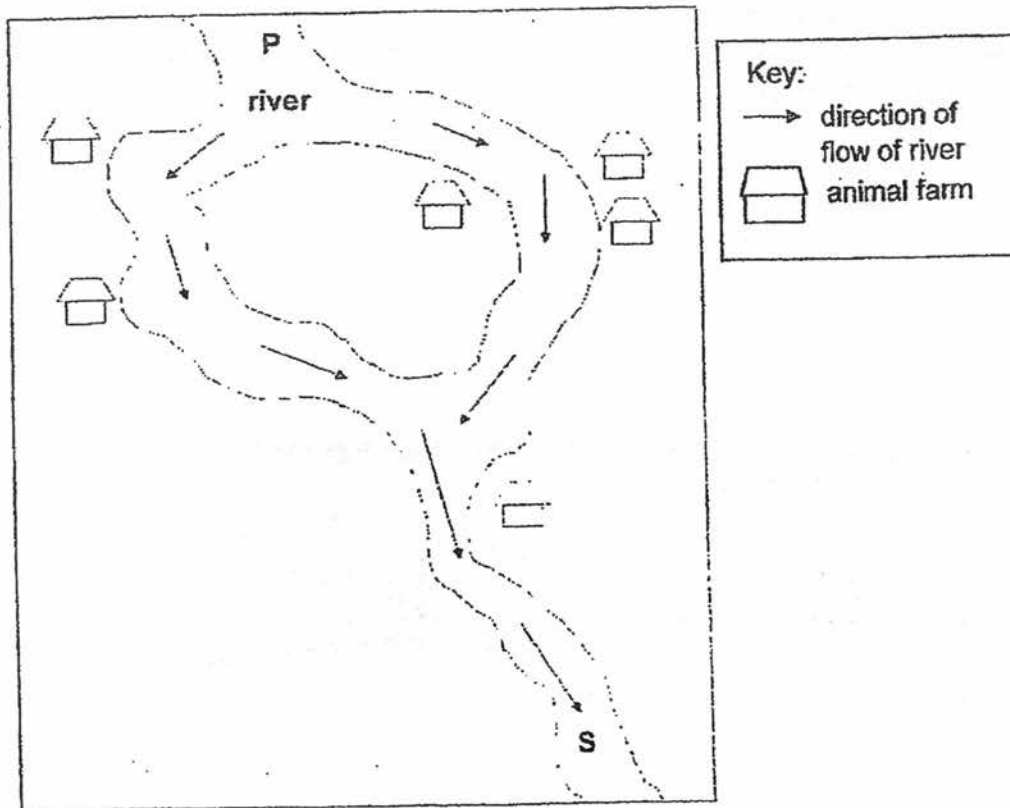 P
river
Key:
direction of
flow of river
animal farm
S